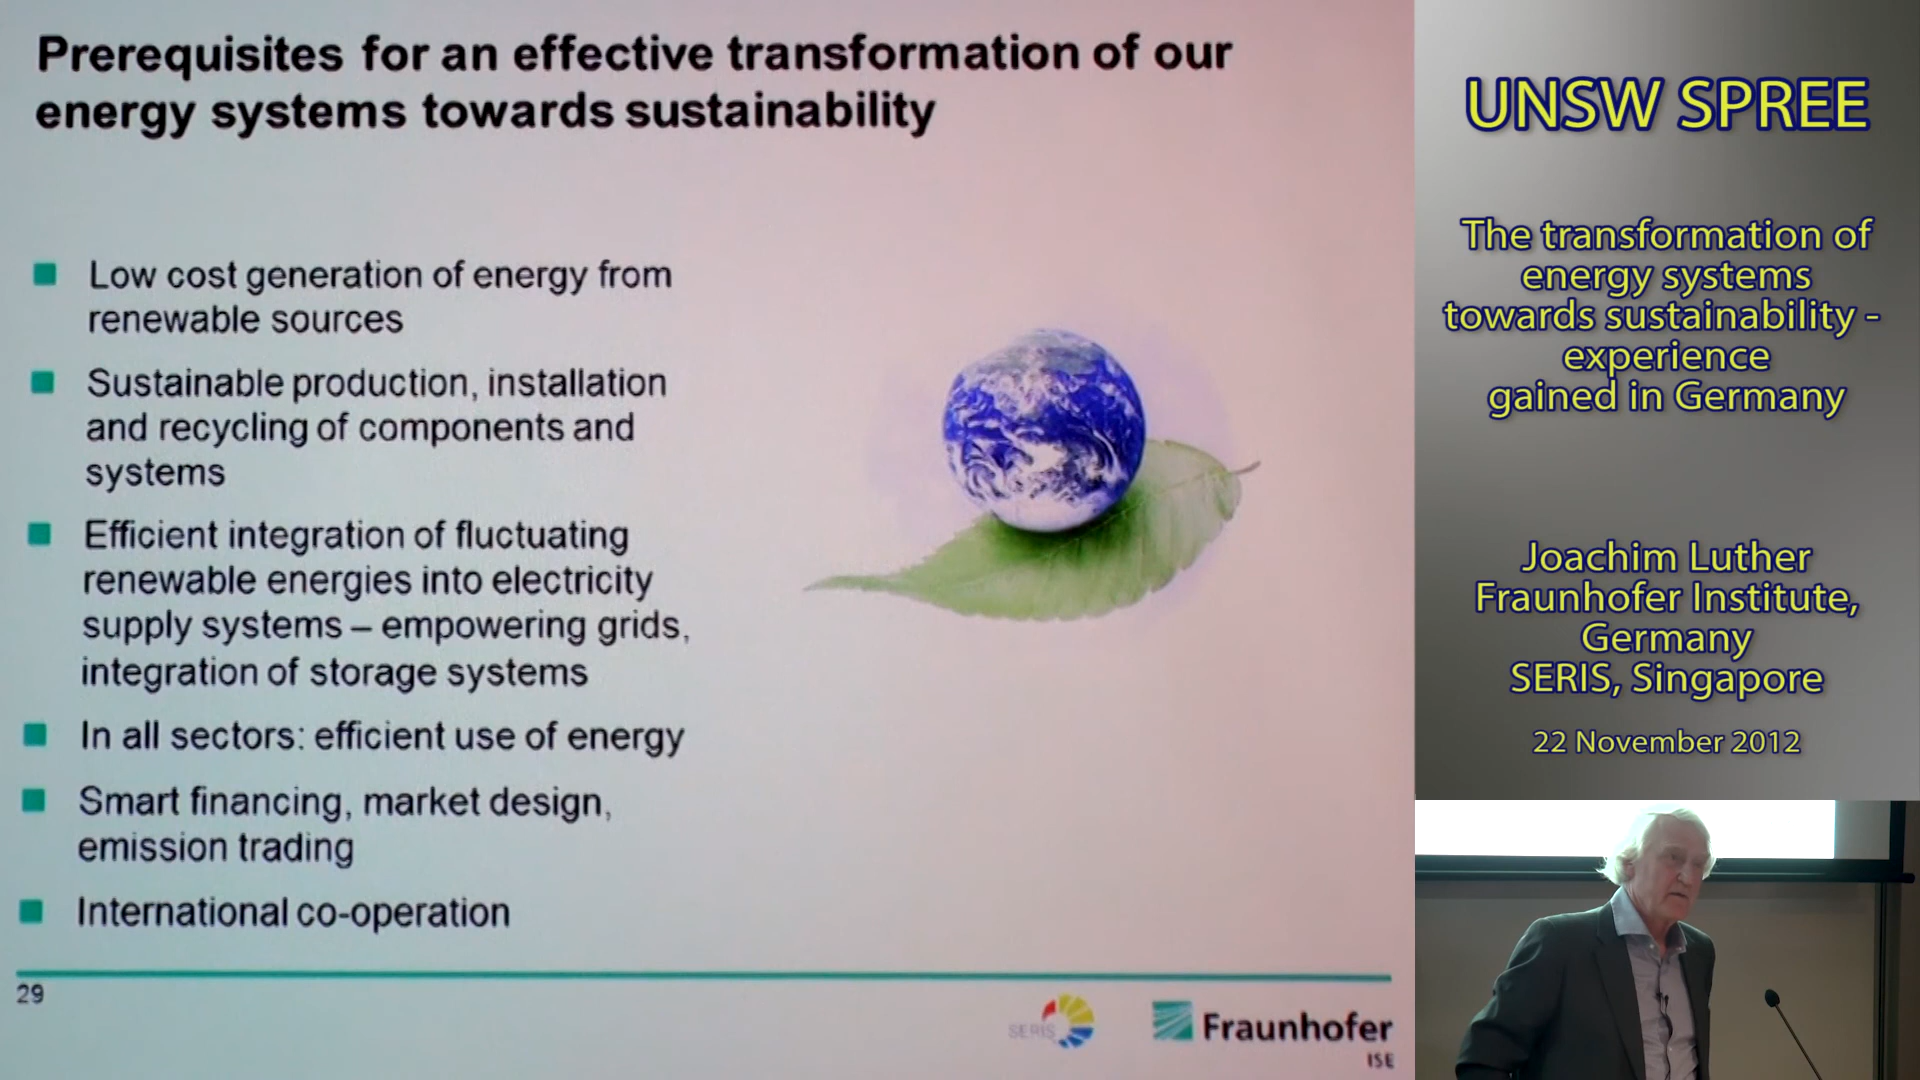 Prerequisites for an effective transformation of our
energy systems towards sustainability
Low cost generation of energy from
renewable sources
Sustainable production, installation
and recycling of components and
systems
Efficient integration of fluctuating
renewable energies into electricity
supply systems – empowering grids,
integration of storage systems
In all sectors: efficient use of energy
Smart financing, market design,
emission trading
International co-operation
29
SERIS
Fraunhofer
ISE
UNSW SPREE
The transformation of
energy systems
towards sustainability -
experience
gained in Germany
Joachim Luther
Fraunhofer Institute,
Germany
SERIS, Singapore
22 November 2012